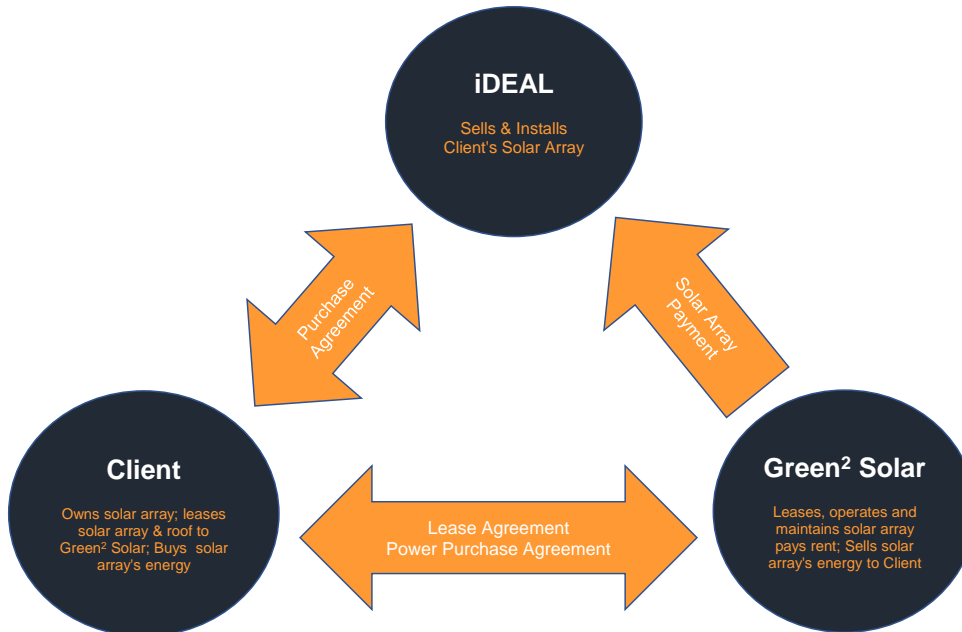 iDEAL
Sells & Installs
Client's Solar Array
Purchase
Agreement
Solar Array
Payment
Client
Owns solar array; leases
solar array & roof to
Green² Solar; Buys solar
array's energy
Lease Agreement
Power Purchase Agreement
Green² Solar
Leases, operates and
maintains solar array
pays rent; Sells solar
array's energy to Client